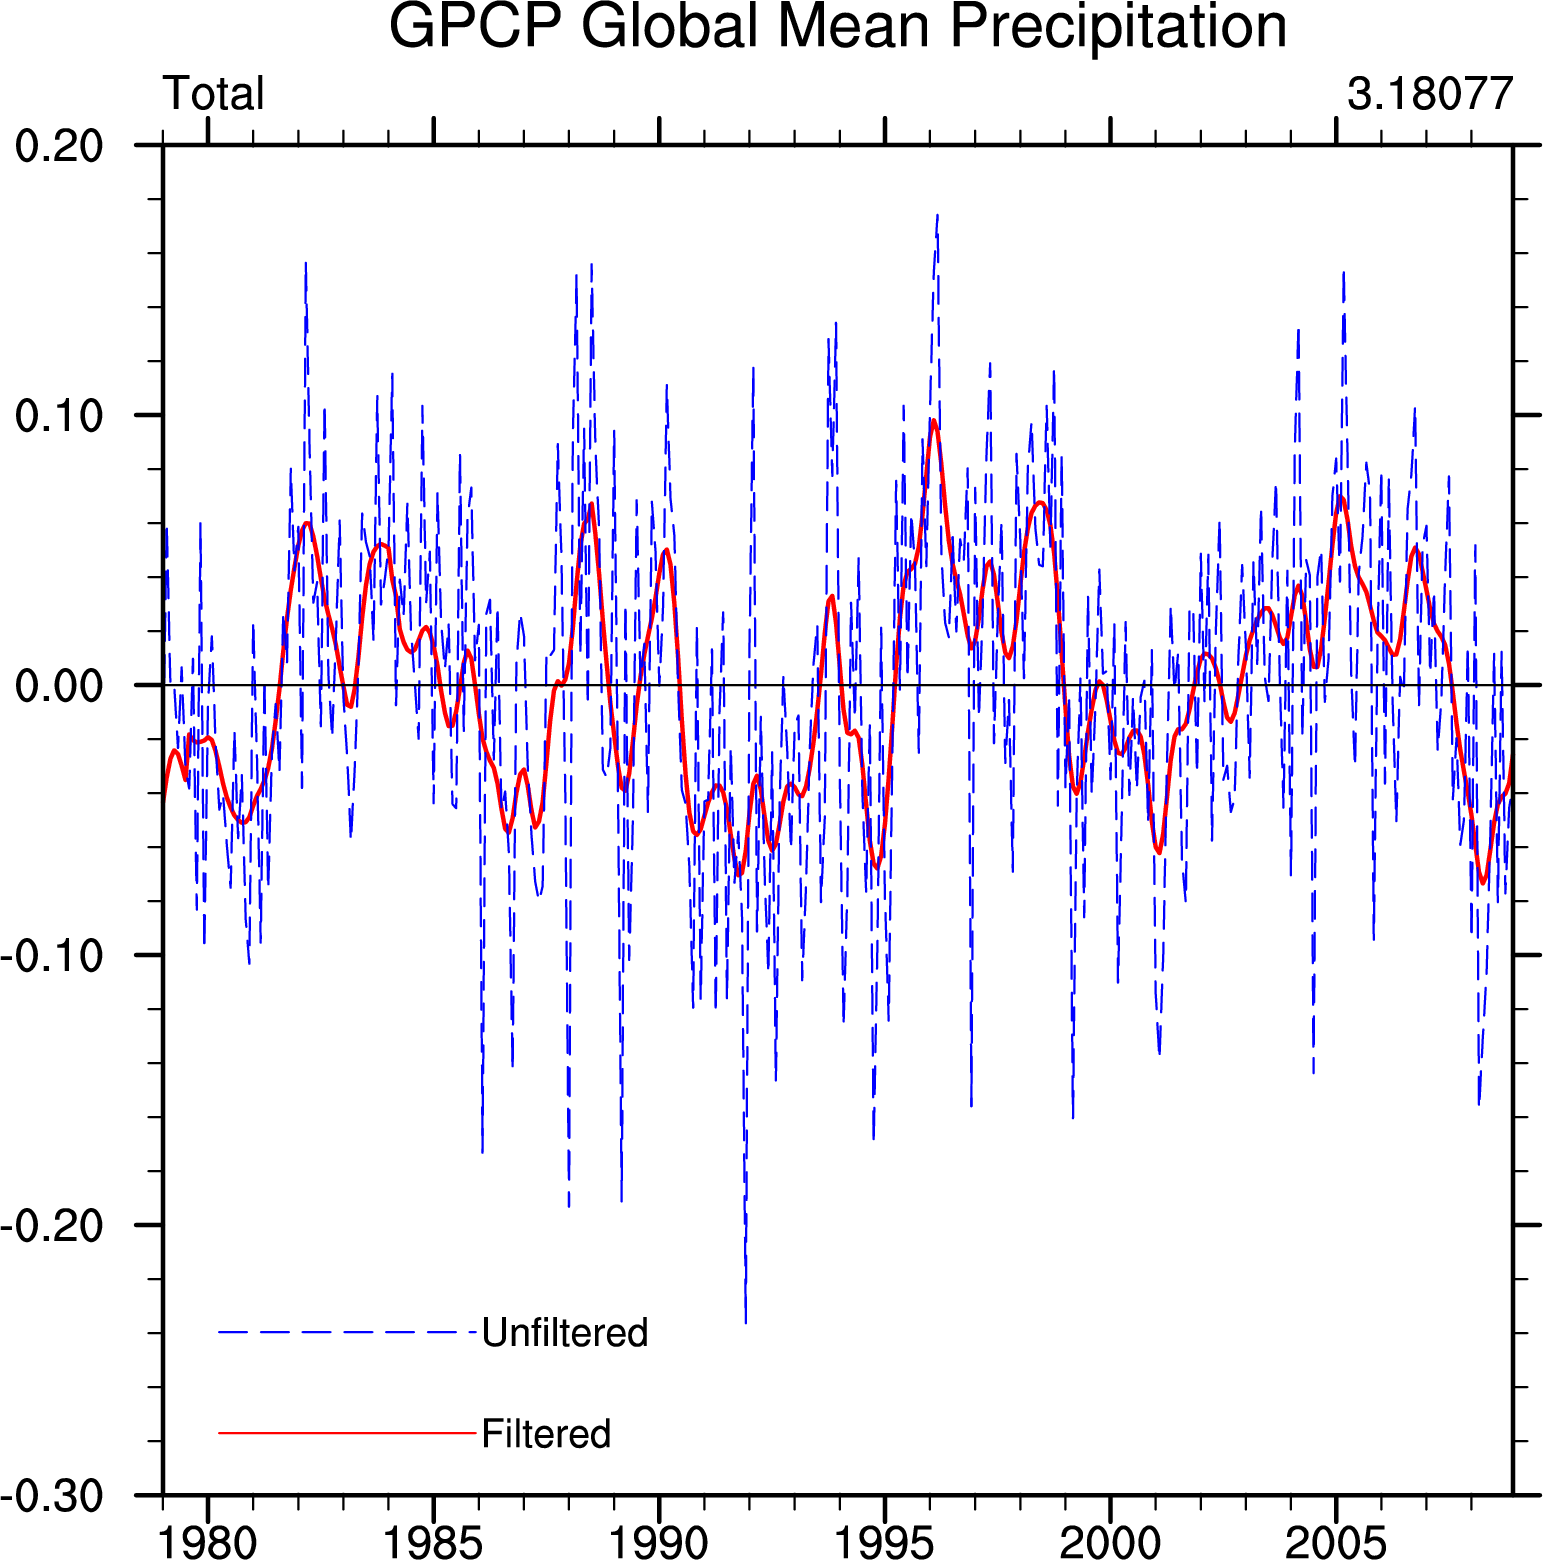 GPCP Global Mean Precipitation
Total 3.18077
0.20
0.10
0.00
-0.10
-0.20
-0.30
Unfiltered
Filtered
1980 1985 1990 1995 2000 2005